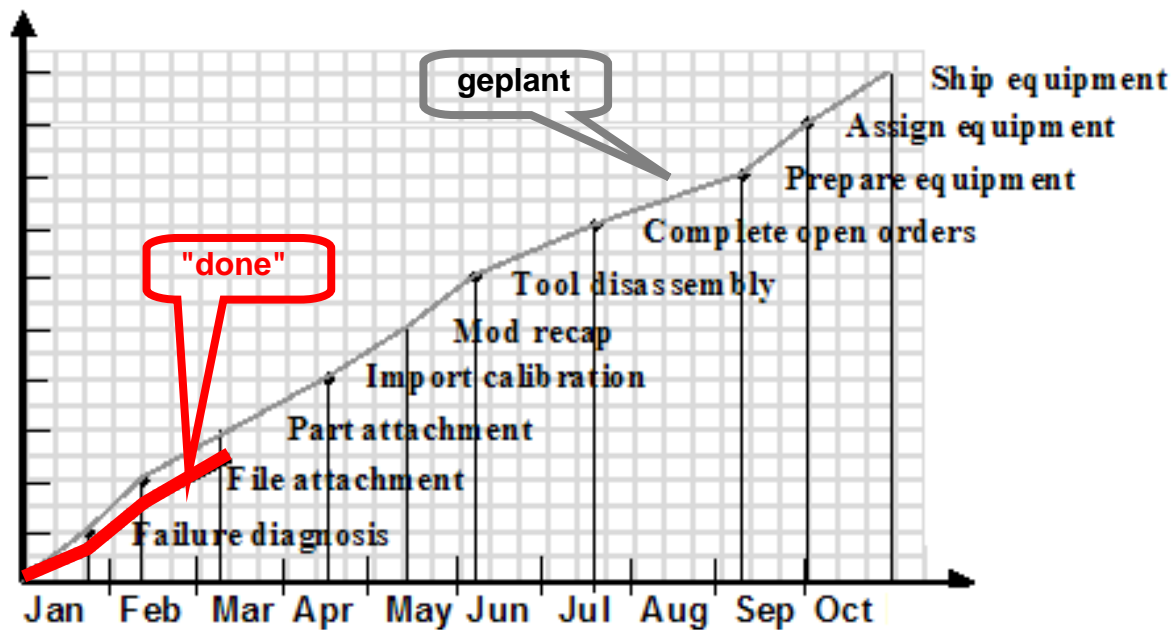 geplant
Ship equipment
Assign equipment
Prepare equipment
Complete open orders
"done"
Tool disassembly
Mod recap
Import calibration
Part attachment
File attachment
Failure diagnosis
Jan Feb Mar Apr May Jun Jul Aug Sep Oct